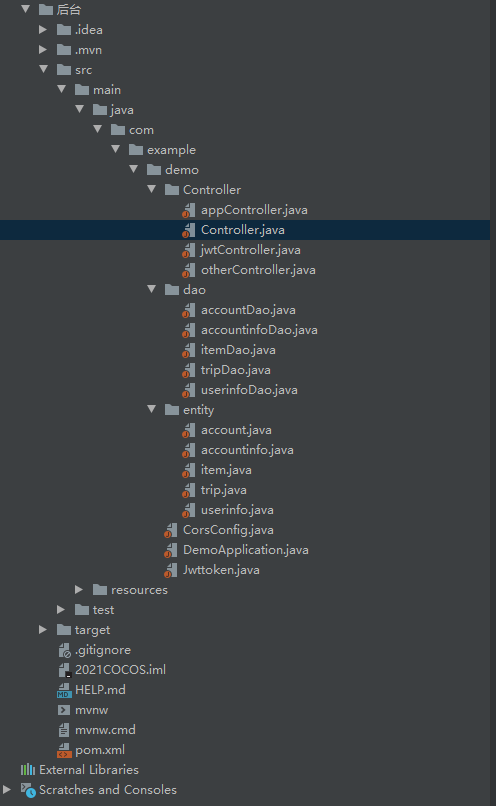 后台
.idea
.mvn
src
main
java
com
example
demo
Controller
appController.java
Controller.java
jwtController.java
otherController.java
dao
accountDao.java
accountinfoDao.java
itemDao.java
tripDao.java
userinfoDao.java
entity
account.java
accountinfo.java
item.java
trip.java
userinfo.java
CorsConfig.java
DemoApplication.java
Jwttoken.java
resources
test
target
.gitignore
2021COCOS.iml
HELP.md
mvnw
mvnw.cmd
pom.xml
External Libraries
Scratches and Consoles